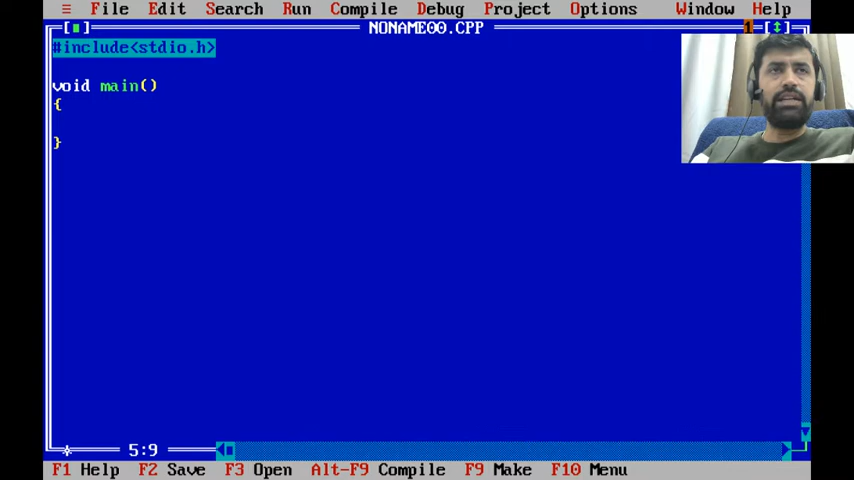 ≡ File Edit Search Run Compile Debug Project Options Window Help
NONAME00.CPP 1
#include<stdio.h>
void main()
{
}
5:9
F1 Help F2 Save F3 Open Alt-F9 Compile F9 Make F10 Menu